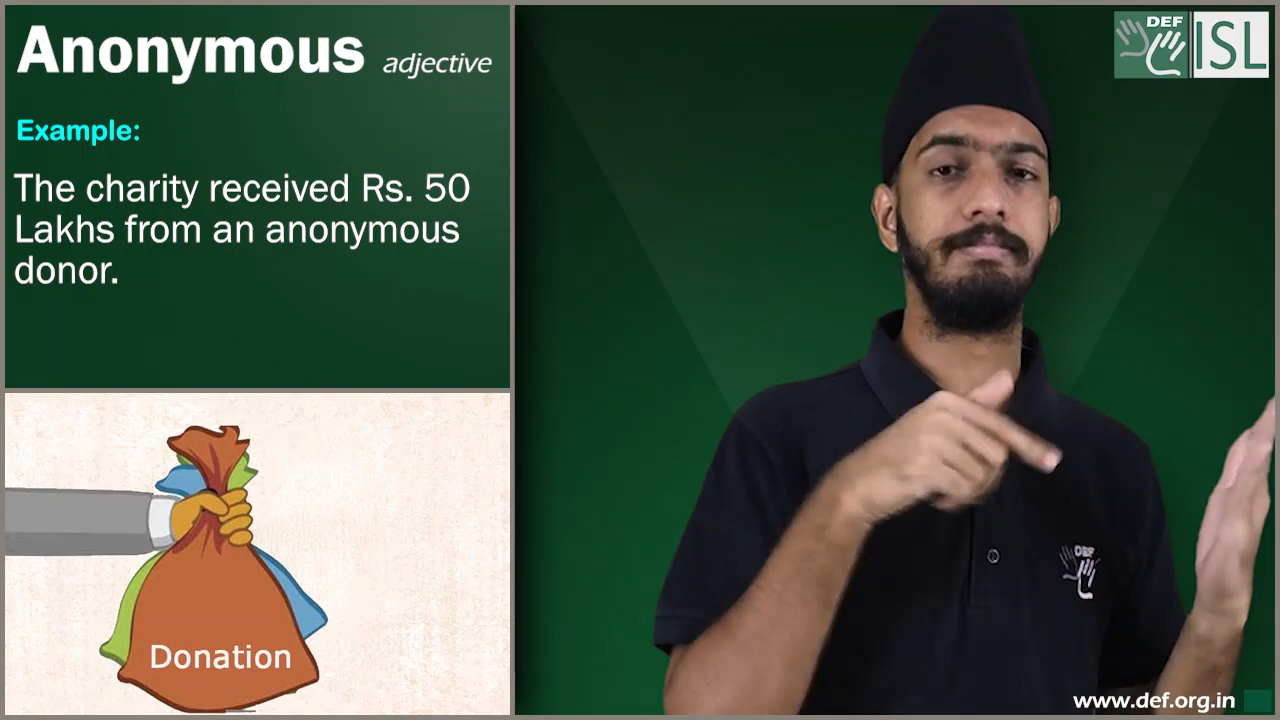 Anonymous adjective
Example:
The charity received Rs. 50
Lakhs from an anonymous
donor.
Donation
DEF
ISL
DEF
www.def.org.in